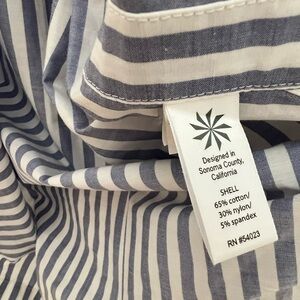 Designed in
Sonoma County,
California
SHELL
65% cotton/
30% nylon/
5% spandex
RN #54023